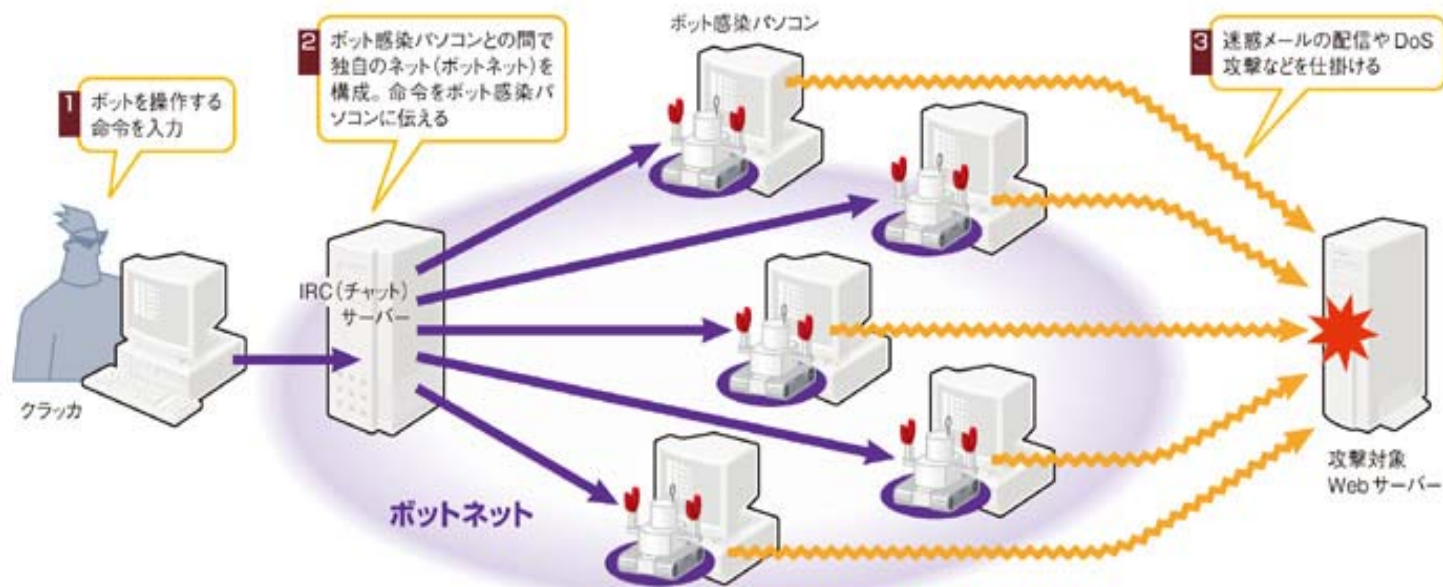 1 ボットを操作する
命令を入力
2 ボット感染パソコンとの間で
独自のネット(ボットネット)を
構成。命令をボット感染パ
ソコンに伝える
ボット感染パソコン
3 迷惑メールの配信やDoS
攻撃などを仕掛ける
IRC(チャット)
サーバー
クラッカ
ボットネット
攻撃対象
Webサーバー